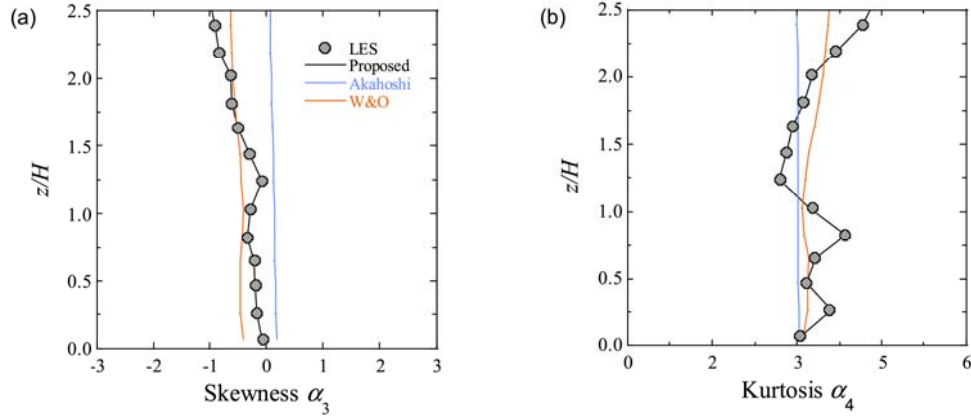 (a)
2.5
2.0
1.5
1.0
0.5
0.0
z/H
LES
Proposed
Akahoshi
W&O
-3 -2 -1 0 1 2 3
Skewness α3
(b)
2.5
2.0
1.5
1.0
0.5
0.0
z/H
0 2 3 5 6
Kurtosis α4